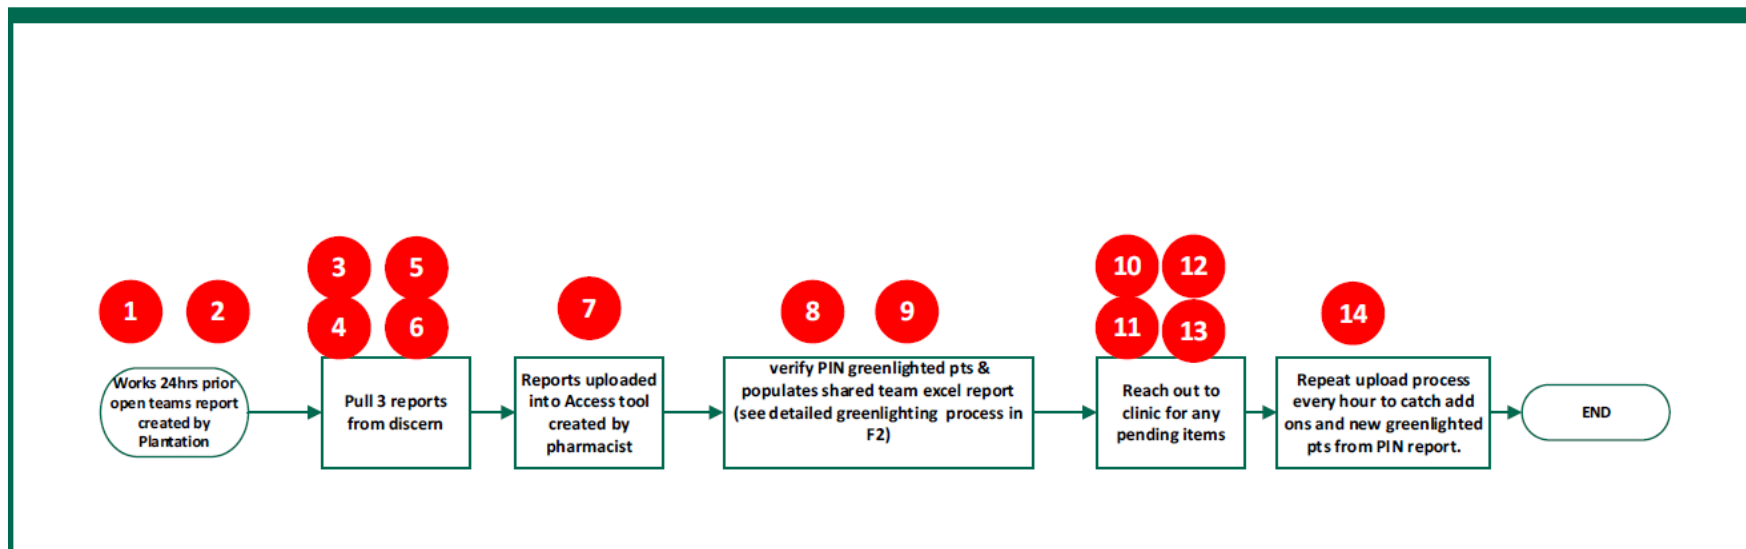 3
5
1
2
7
4
6
8
9
10
12
11
13
14
Works 24hrs prior
open teams report
created by
Plantation
Pull 3 reports
from discern
Reports uploaded
into Access tool
created by
pharmacist
verify PIN greenlighted pts &
populates shared team excel report
(see detailed greenlighting process in
F2)
Reach out to
clinic for any
pending items
Repeat upload process
every hour to catch add
ons and new greenlighted
pts from PIN report.
END